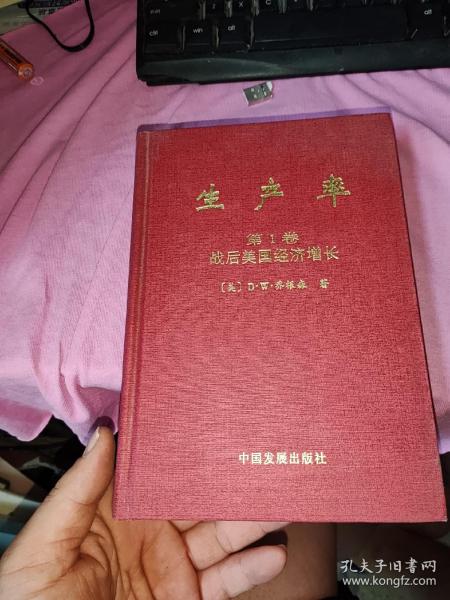 生产率
第1卷
战后美国经济增长
〔美〕D·W·乔根森 著
中国发展出版社
孔夫子旧书网
www.kongfz.com